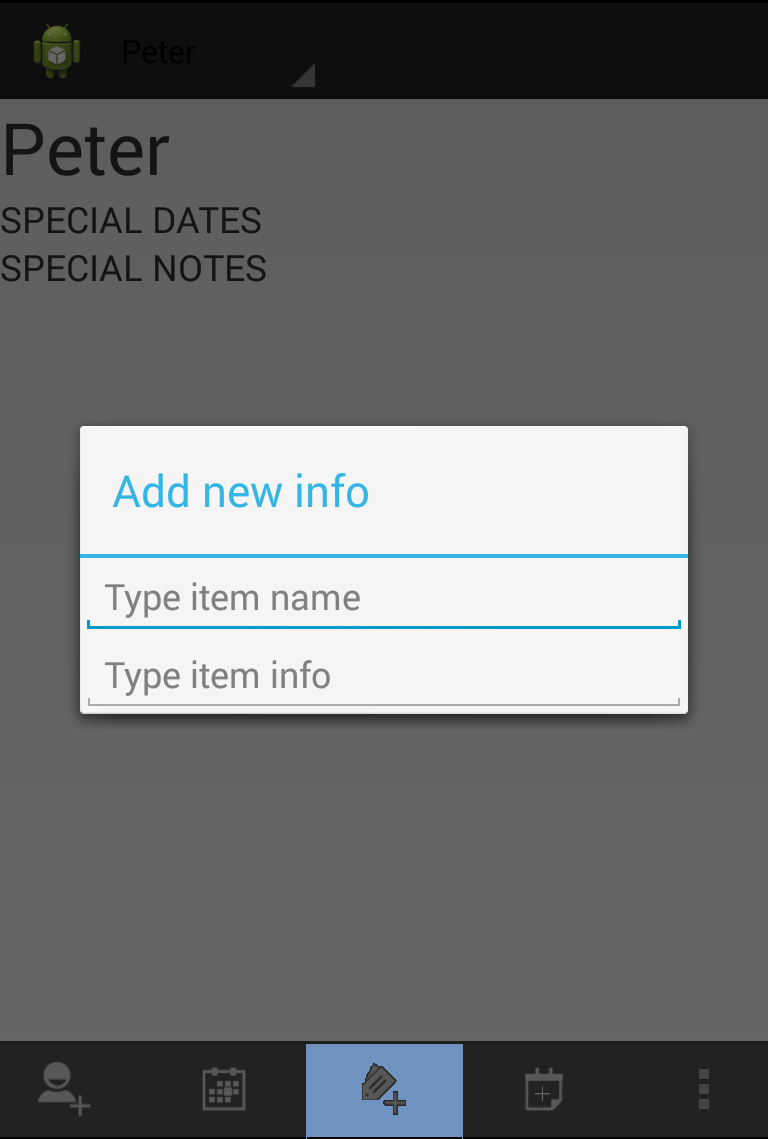 Peter
Peter
SPECIAL DATES
SPECIAL NOTES
Add new info
Type item name
Type item info